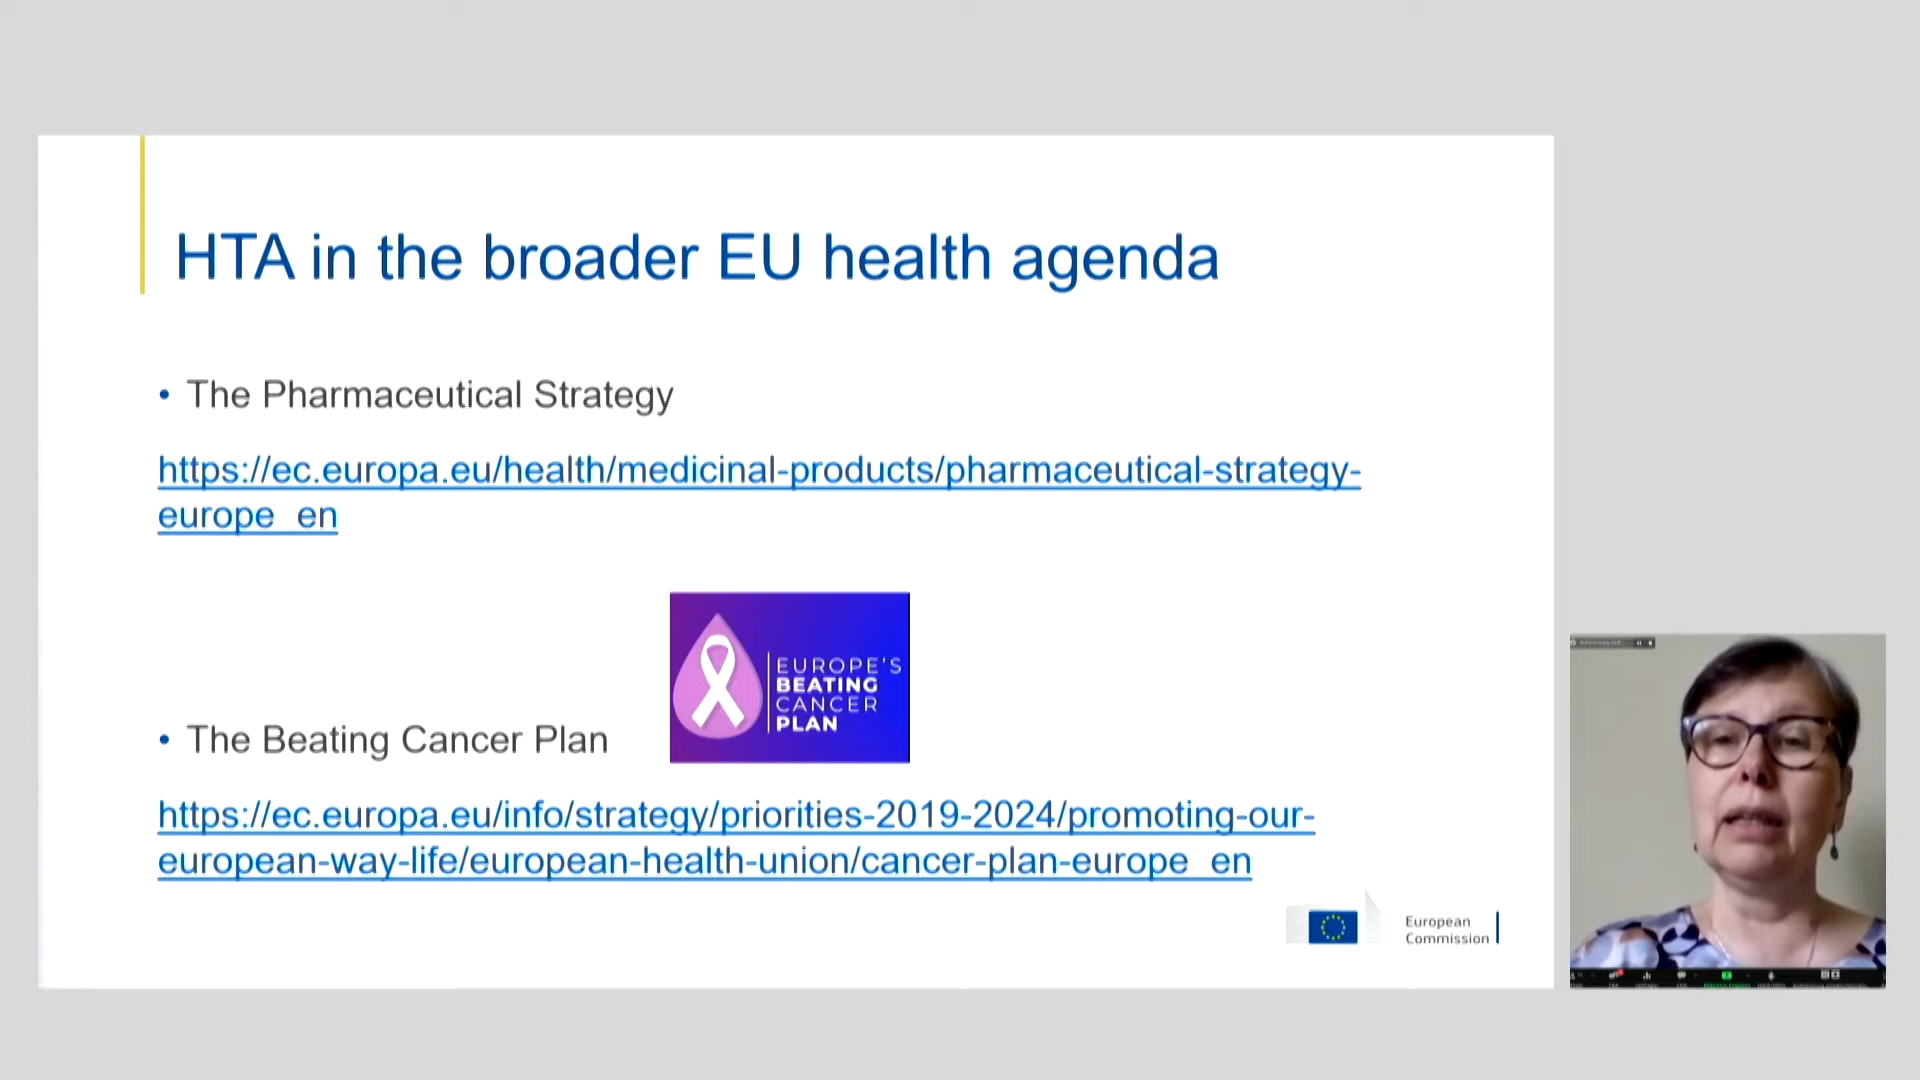 HTA in the broader EU health agenda
• The Pharmaceutical Strategy
https://ec.europa.eu/health/medicinal-products/pharmaceutical-strategy-
europe_en
EUROPE'S
BEATING
CANCER
PLAN
• The Beating Cancer Plan
https://ec.europa.eu/info/strategy/priorities-2019-2024/promoting-our-
european-way-life/european-health-union/cancer-plan-europe_en
European
Commission